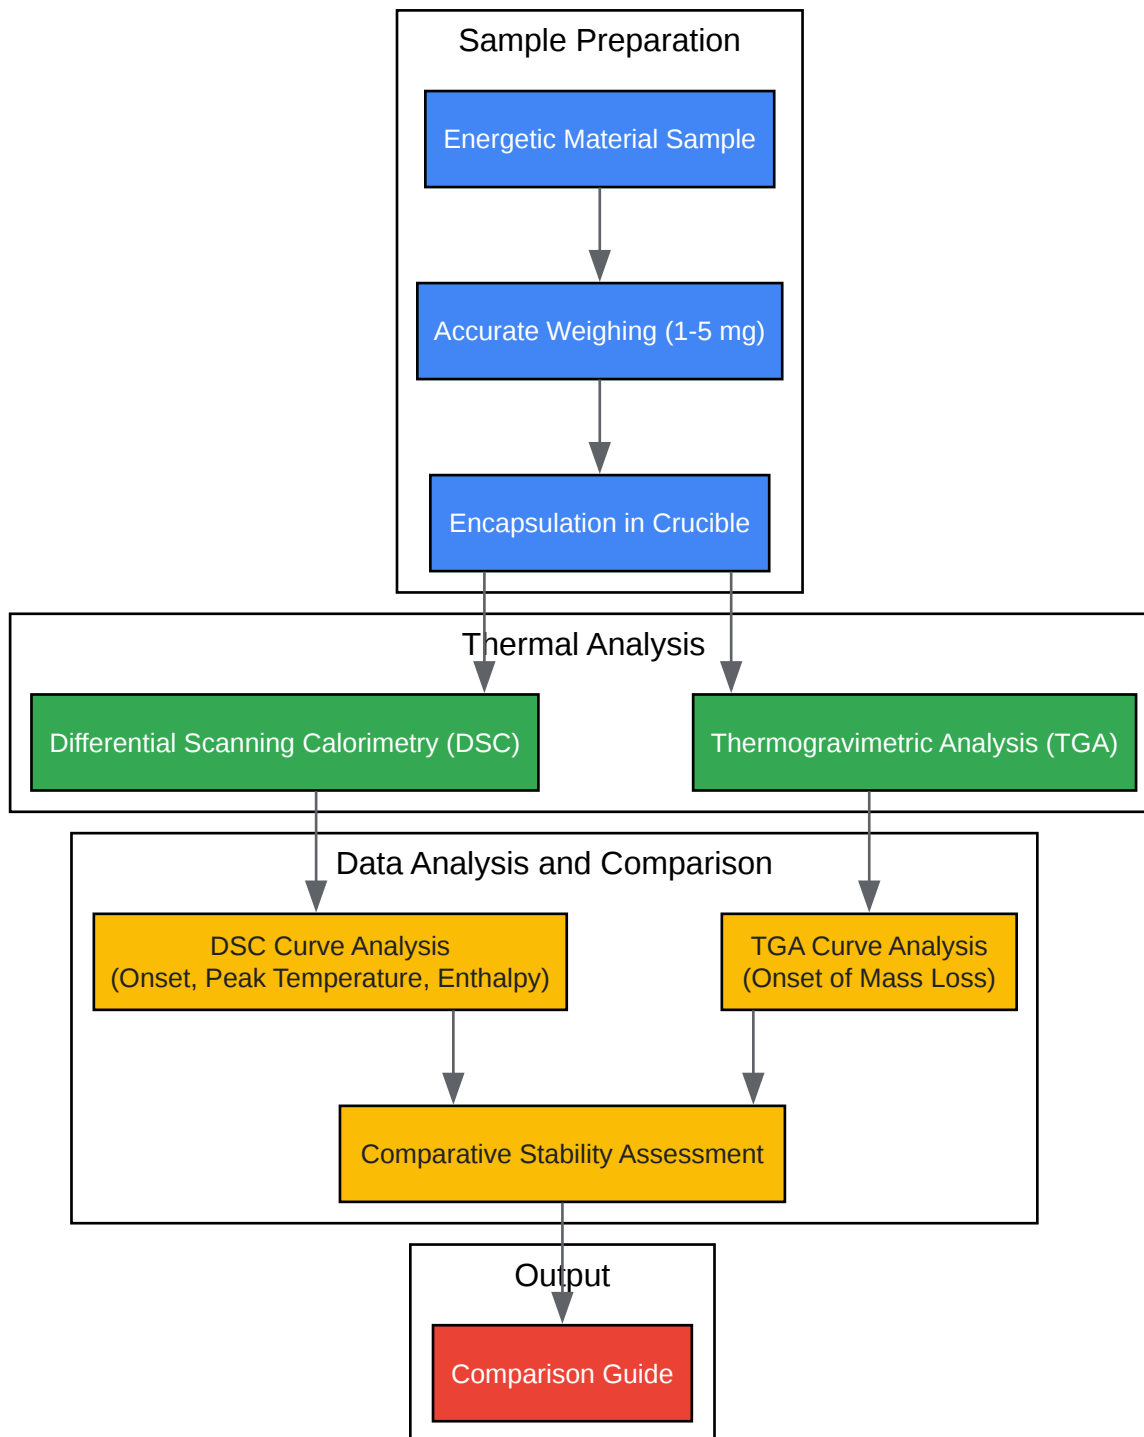 Sample Preparation
Energetic Material Sample
Accurate Weighing (1-5 mg)
Encapsulation in Crucible
Thermal Analysis
Differential Scanning Calorimetry (DSC)
Thermogravimetric Analysis (TGA)
Data Analysis and Comparison
DSC Curve Analysis
(Onset, Peak Temperature, Enthalpy)
TGA Curve Analysis
(Onset of Mass Loss)
Comparative Stability Assessment
Output
Comparison Guide